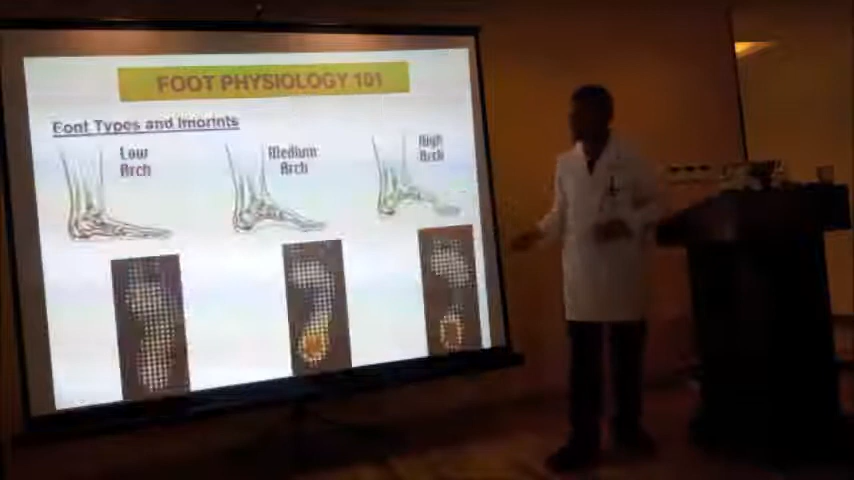 FOOT PHYSIOLOGY 101
Foot Types and Imprints
Low
Arch
Medium
Arch
High
Arch